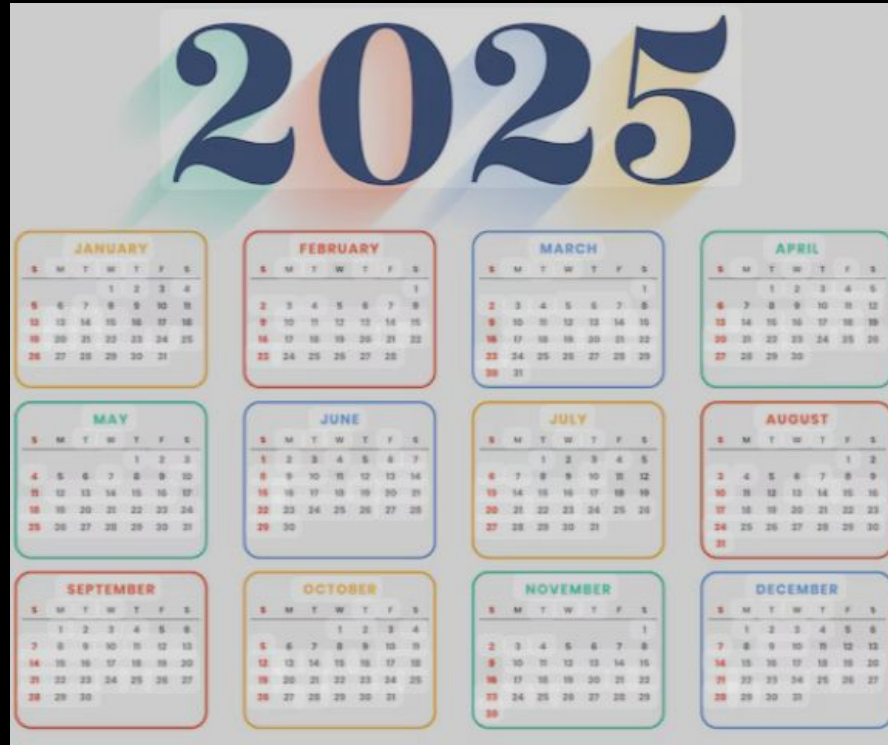 2025
JANUARY
S M T W T F S
1 2 3 4
5 6 7 8 9 10 11
12 13 14 15 16 17 18
19 20 21 22 23 24 25
26 27 28 29 30 31
FEBRUARY
S M T W T F S
1
2 3 4 5 6 7 8
9 10 11 12 13 14 15
16 17 18 19 20 21 22
23 24 25 26 27 28
MARCH
S M T W T F S
1
2 3 4 5 6 7 8
9 10 11 12 13 14 15
16 17 18 19 20 21 22
23 24 25 26 27 28 29
30 31
APRIL
S M T W T F S
1 2 3 4 5
6 7 8 9 10 11 12
13 14 15 16 17 18 19
20 21 22 23 24 25 26
27 28 29 30
MAY
S M T W T F S
1 2 3
4 5 6 7 8 9 10
11 12 13 14 15 16 17
18 19 20 21 22 23 24
25 26 27 28 29 30 31
JUNE
S M T W T F S
1 2 3 4 5 6 7
8 9 10 11 12 13 14
15 16 17 18 19 20 21
22 23 24 25 26 27 28
29 30
JULY
S M T W T F S
1 2 3 4 5
6 7 8 9 10 11 12
13 14 15 16 17 18 19
20 21 22 23 24 25 26
27 28 29 30 31
AUGUST
S M T W T F S
1 2
3 4 5 6 7 8 9
10 11 12 13 14 15 16
17 18 19 20 21 22 23
24 25 26 27 28 29 30
31
SEPTEMBER
S M T W T F S
1 2 3 4 5 6
7 8 9 10 11 12 13
14 15 16 17 18 19 20
21 22 23 24 25 26 27
28 29 30
OCTOBER
S M T W T F S
1 2 3 4
5 6 7 8 9 10 11
12 13 14 15 16 17 18
19 20 21 22 23 24 25
26 27 28 29 30 31
NOVEMBER
S M T W T F S
1
2 3 4 5 6 7 8
9 10 11 12 13 14 15
16 17 18 19 20 21 22
23 24 25 26 27 28 29
30
DECEMBER
S M T W T F S
1 2 3 4 5 6
7 8 9 10 11 12 13
14 15 16 17 18 19 20
21 22 23 24 25 26 27
28 29 30 31